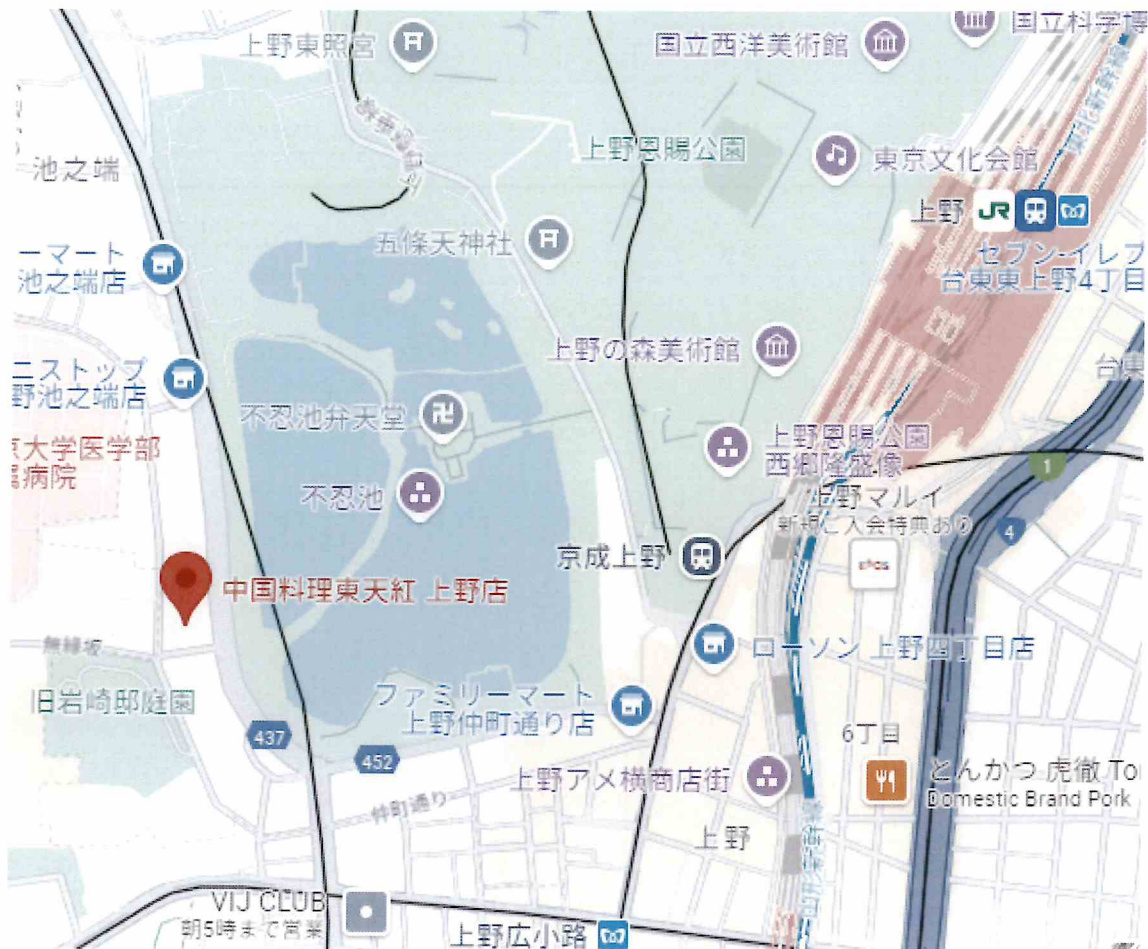 上野東照宮
国立西洋美術館
国立科学博
池之端
上野恩賜公園
東京文化会館
上野
JR
五條天神社
ーマート
池之端店
セブン-イレブ
台東東上野4丁目
上野の森美術館
ニストップ
野池之端店
台東
不忍池弁天堂
京大学医学部
属病院
上野恩賜公園
西郷隆盛像
不忍池
1
上野マルイ
新規ご入会特典あり
4
京成上野
epos
中国料理東天紅 上野店
無縁坂
ローソン 上野四丁目店
旧岩崎邸庭園
ファミリーマート
上野仲町通り店
437
452
6丁目
上野アメ横商店街
とんかつ 虎徹 To
Domestic Brand Pork
仲町通り
上野
山形新幹線
VIJ CLUB
朝5時まで営業
上野広小路